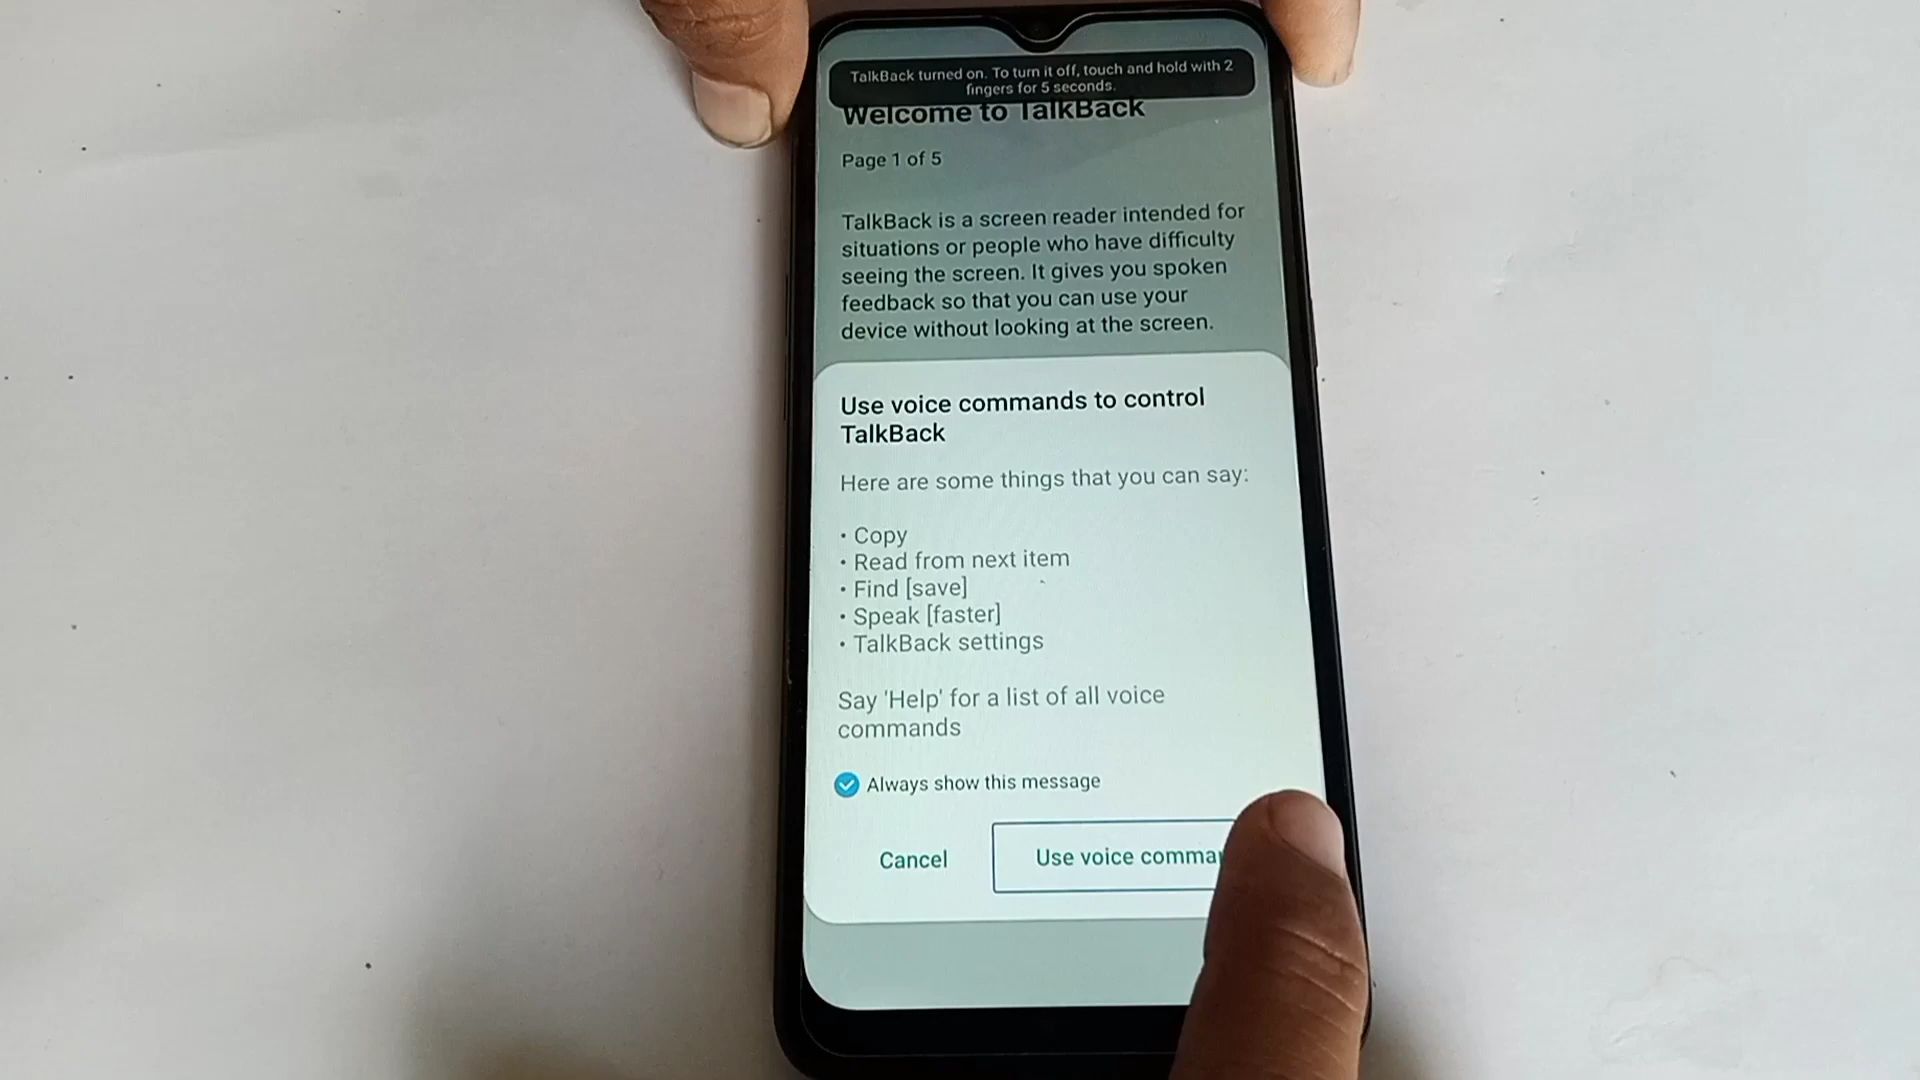 TalkBack turned on. To turn it off, touch and hold with 2
fingers for 5 seconds.
Welcome to TalkBack
Page 1 of 5
TalkBack is a screen reader intended for
situations or people who have difficulty
seeing the screen. It gives you spoken
feedback so that you can use your
device without looking at the screen.
Use voice commands to control
TalkBack
Here are some things that you can say:
• Copy
• Read from next item
• Find [save]
• Speak [faster]
• TalkBack settings
Say 'Help' for a list of all voice
commands
Always show this message
Cancel
Use voice